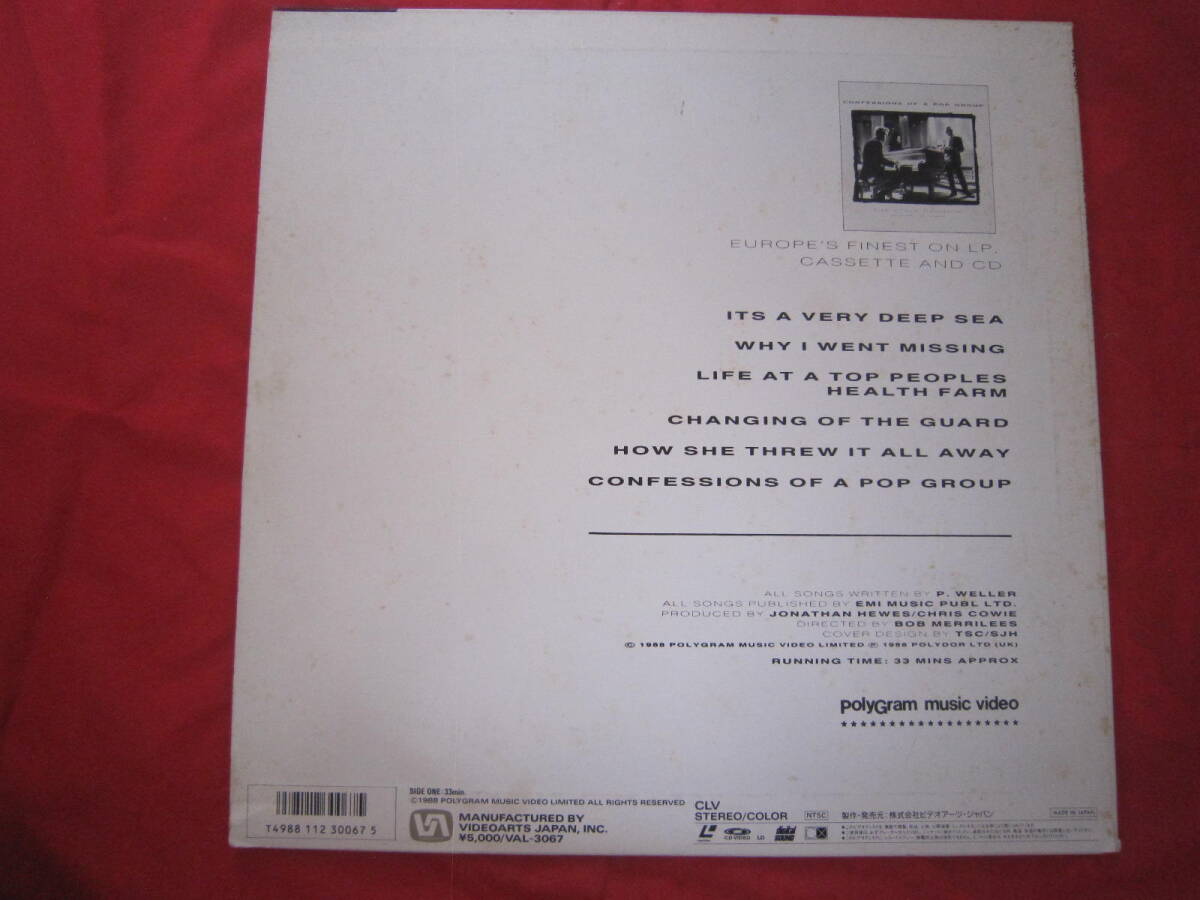 CONFESSIONS OF A POP GROUP
EUROPE'S FINEST ON LP.
CASSETTE AND CD
ITS A VERY DEEP SEA
WHY I WENT MISSING
LIFE AT A TOP PEOPLES
HEALTH FARM
CHANGING OF THE GUARD
HOW SHE THREW IT ALL AWAY
CONFESSIONS OF A POP GROUP
ALL SONGS WRITTEN BY P. WELLER
ALL SONGS PUBLISHED BY EMI MUSIC PUBL LTD.
PRODUCED BY JONATHAN HEWES/CHRIS COWIE
DIRECTED BY BOB MERRILEES
COVER DESIGN BY TSC/SJH
© 1988 POLYGRAM MUSIC VIDEO LIMITED ℗ 1988 POLYDOR LTD (UK)
RUNNING TIME: 33 MINS APPROX
PolyGram music video
*******************
T4988 112 30067 5
SIDE ONE: 33min.
©1988 POLYGRAM MUSIC VIDEO LIMITED ALL RIGHTS RESERVED
MANUFACTURED BY
VIDEOARTS JAPAN, INC.
¥5,000/VAL-3067
CLV
STEREO/COLOR
NTSC
製作・発売元：株式会社ビデオアーツ・ジャパン
MADE IN JAPAN
CD VIDEO LD
digital SOUND